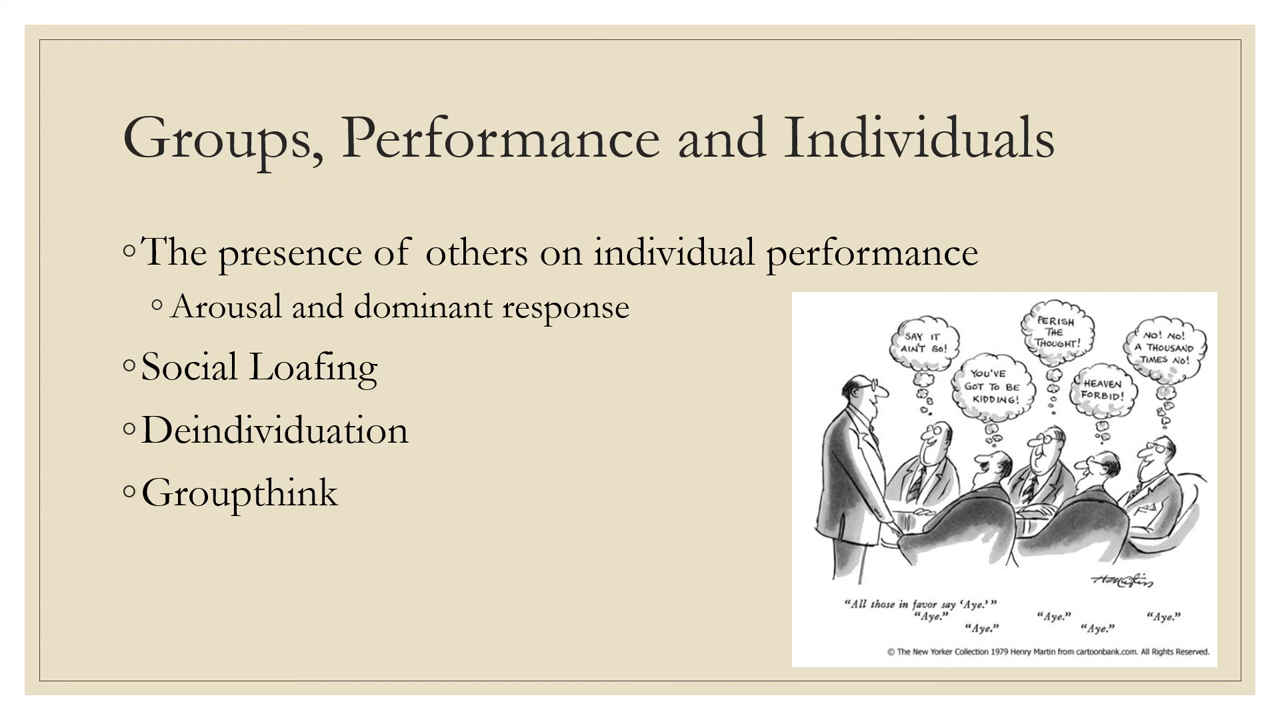 Groups, Performance and Individuals
The presence of others on individual performance
Arousal and dominant response
Social Loafing
Deindividuation
Groupthink
SAY IT
AIN'T SO!
YOU'VE
GOT TO BE
KIDDING!
PERISH
THE
THOUGHT!
HEAVEN
FORBID!
NO! NO!
A THOUSAND
TIMES NO!
"All those in favor say 'Aye.'"
"Aye." "Aye." "Aye."
"Aye." "Aye."
© The New Yorker Collection 1979 Henry Martin from cartoonbank.com. All Rights Reserved.